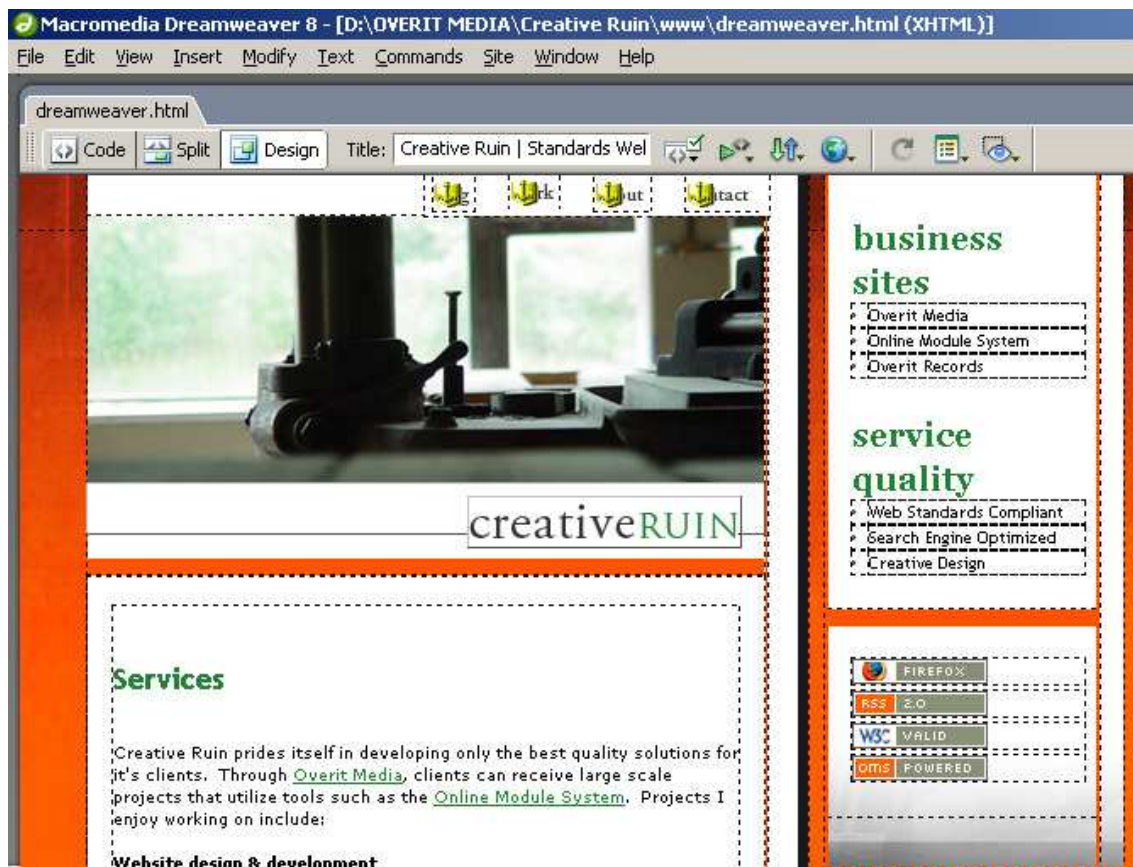 Macromedia Dreamweaver 8 - [D:\OVERIT MEDIA\Creative Ruin\www\dreamweaver.html (XHTML)]
File Edit View Insert Modify Text Commands Site Window Help
dreamweaver.html
Code Split Design Title: Creative Ruin | Standards Wel
creativeRUIN
Services
Creative Ruin prides itself in developing only the best quality solutions for
it's clients. Through Overit Media, clients can receive large scale
projects that utilize tools such as the Online Module System. Projects I
enjoy working on include:
Website design & development
business
sites
Overit Media
Online Module System
Overit Records
service
quality
Web Standards Compliant
Search Engine Optimized
Creative Design
FIREFOX
RSS 2.0
W3C VALID
oms POWERED